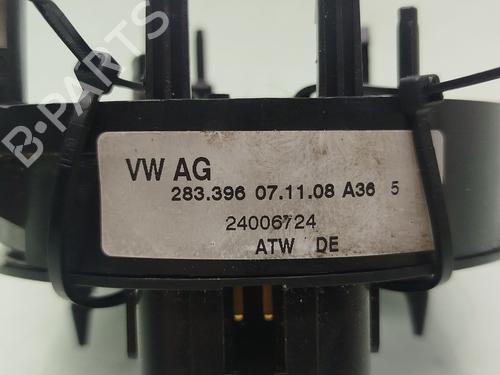 B-PARTS
VW AG
283.396 07.11.08 A36 5
24006724
ATW DE